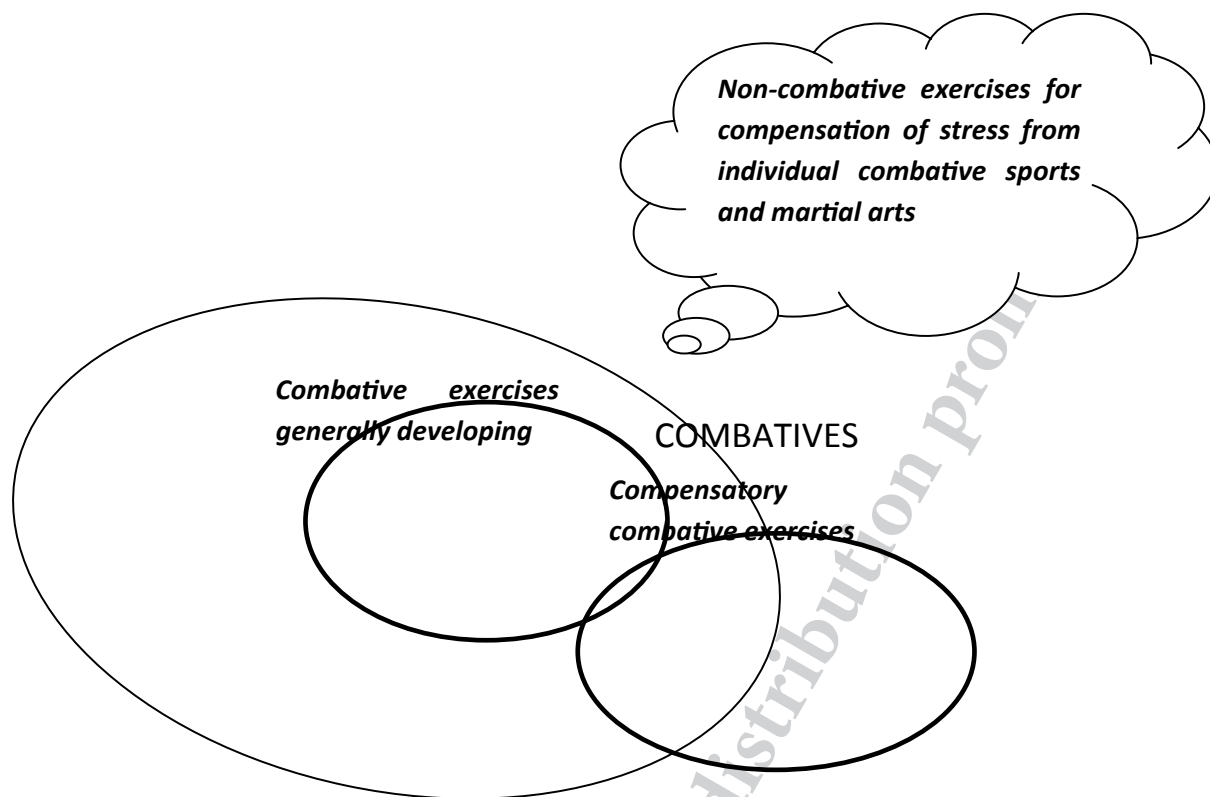 Non-combative exercises for
compensation of stress from
individual combative sports
and martial arts
Combative exercises
generally developing
COMBATIVES
Compensatory
combative exercises
distribution